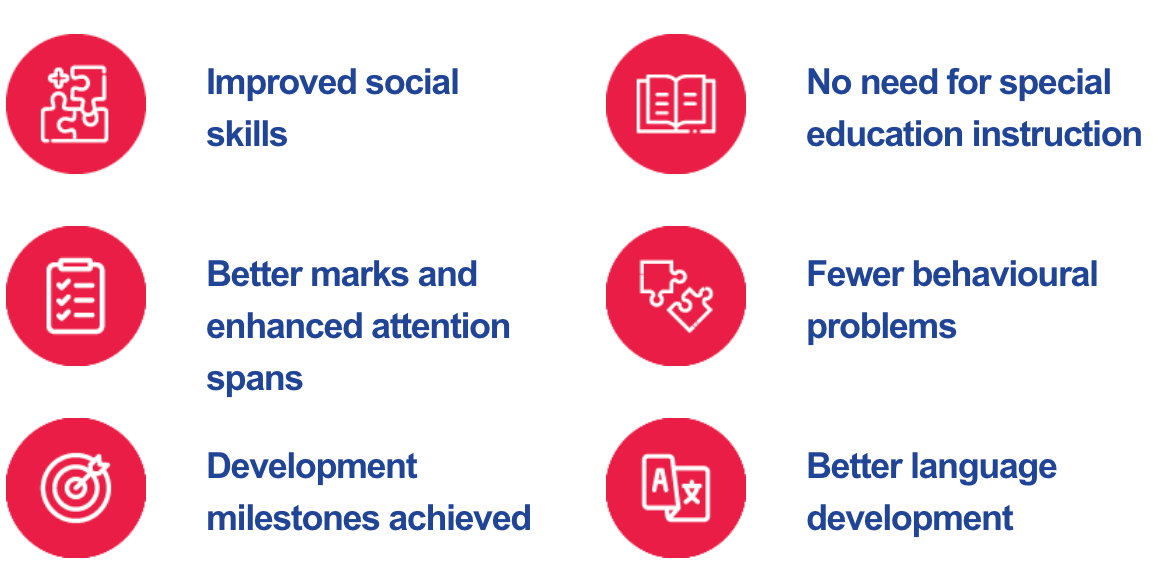 Improved social
skills
No need for special
education instruction
Better marks and
enhanced attention
spans
Fewer behavioural
problems
Development
milestones achieved
A
Better language
development